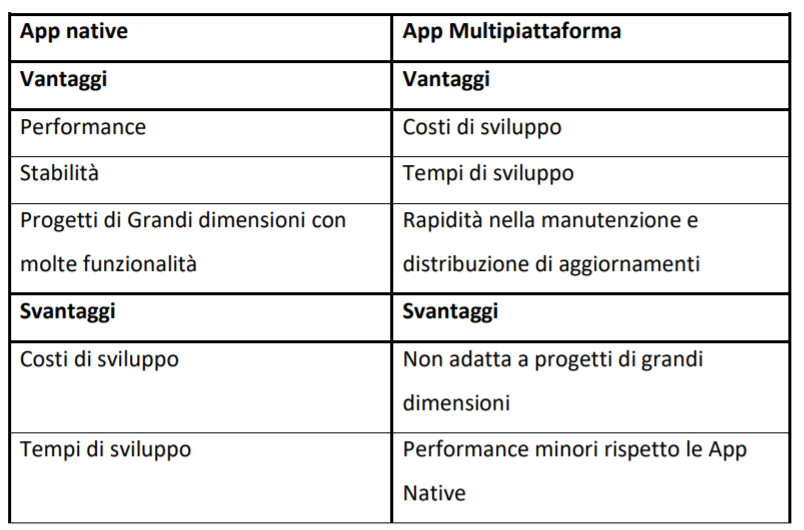 App native
App Multipiattaforma
Vantaggi
Vantaggi
Performance
Costi di sviluppo
Stabilità
Tempi di sviluppo
Progetti di Grandi dimensioni con
molte funzionalità
Rapidità nella manutenzione e
distribuzione di aggiornamenti
Svantaggi
Svantaggi
Costi di sviluppo
Non adatta a progetti di grandi
dimensioni
Tempi di sviluppo
Performance minori rispetto le App
Native